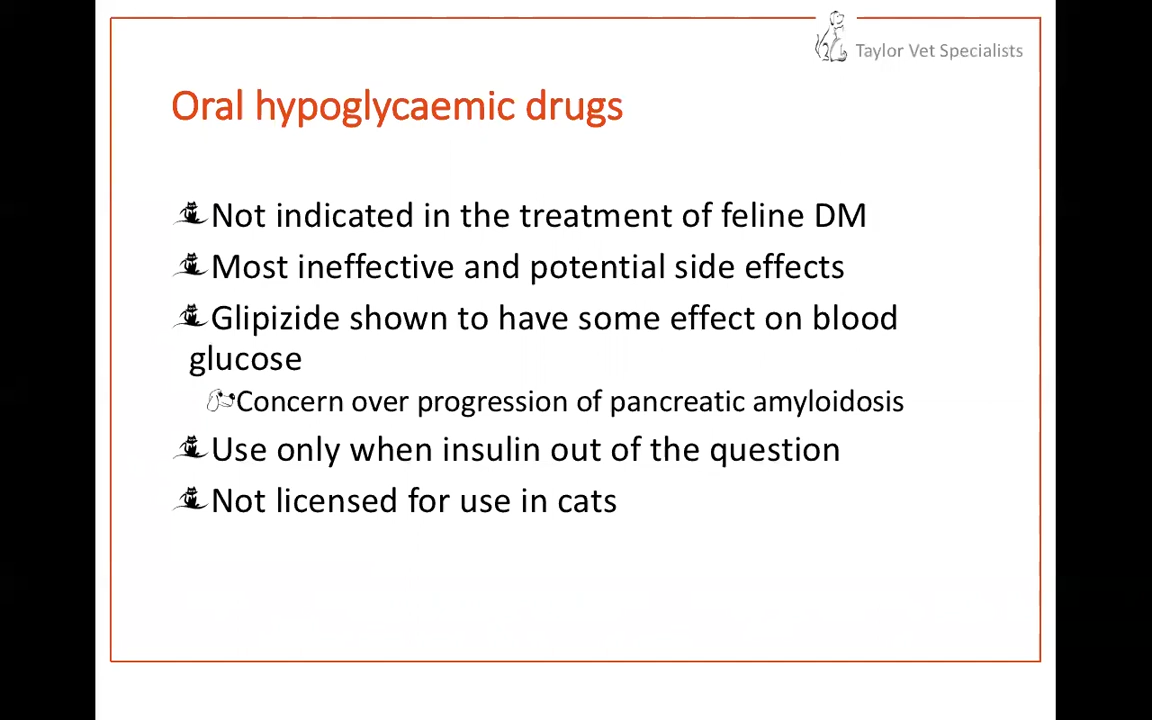 Taylor Vet Specialists
Oral hypoglycaemic drugs
Not indicated in the treatment of feline DM
Most ineffective and potential side effects
Glipizide shown to have some effect on blood
glucose
Concern over progression of pancreatic amyloidosis
Use only when insulin out of the question
Not licensed for use in cats